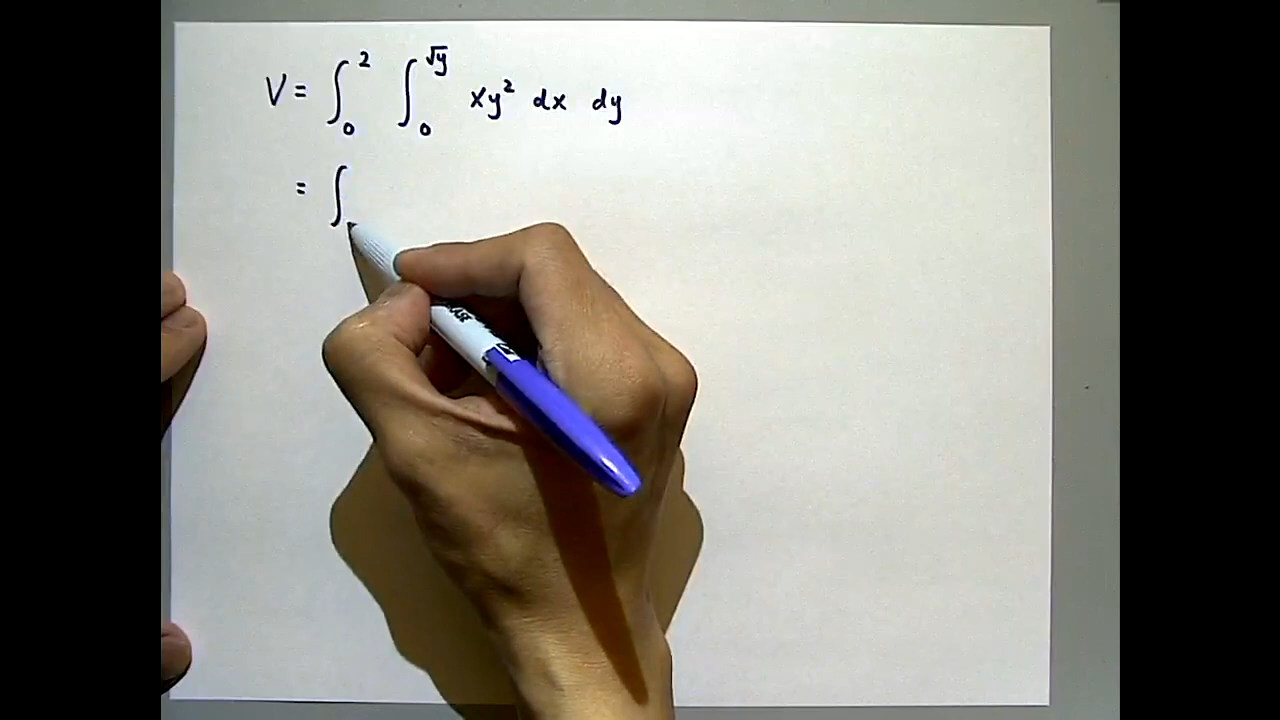 V = ∫₀² ∫₀^√y xy² dx dy
= ∫